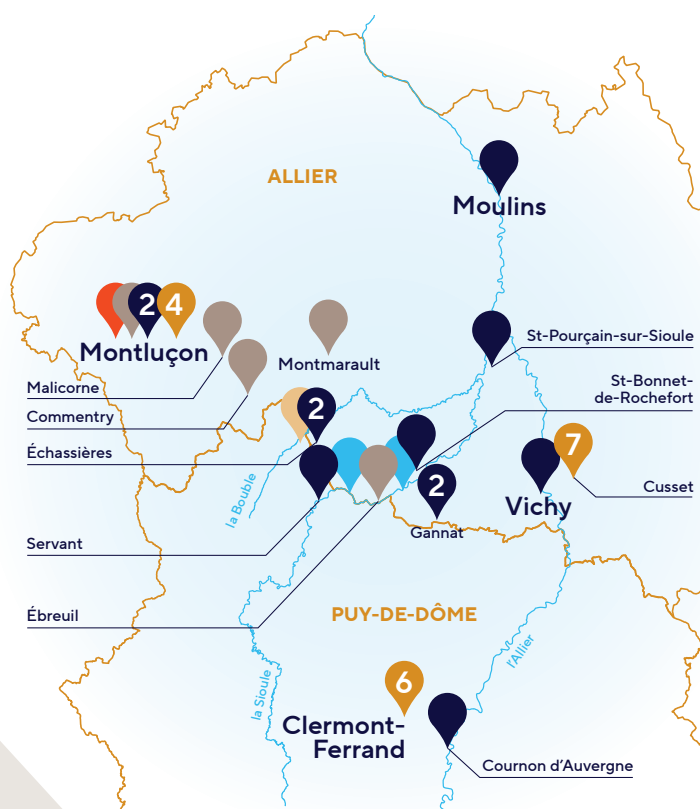 ALLIER
Moulins
2
4
Montluçon
St-Pourçain-sur-Sioule
Montmarault
Malicorne
St-Bonnet-
de-Rochefort
Commentry
2
7
Échassières
la Bouble
2
Cusset
Vichy
Gannat
Servant
Ébreuil
PUY-DE-DÔME
l'Allier
la Sioule
6
Clermont-
Ferrand
Cournon d'Auvergne